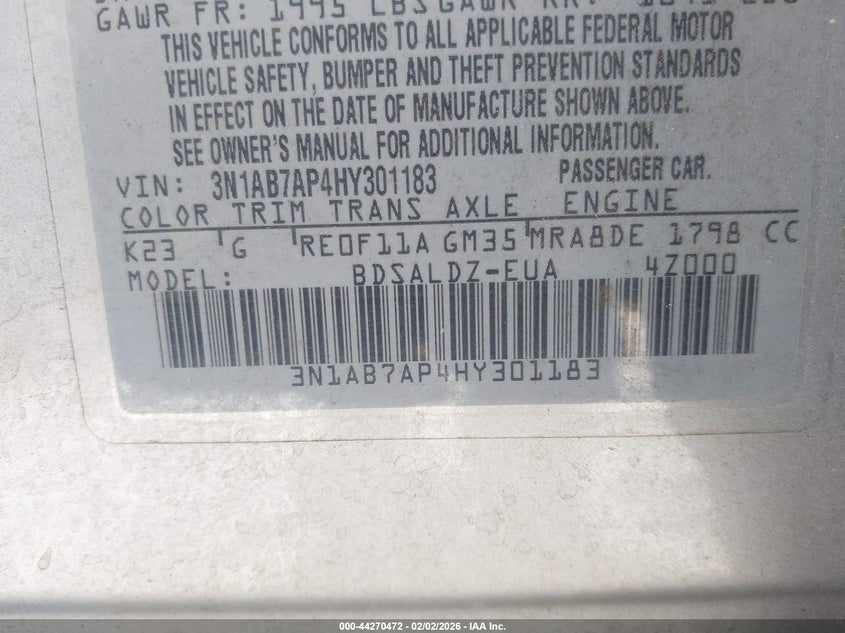 GAWR FR: 1995 LBS GAWR RR:
THIS VEHICLE CONFORMS TO ALL APPLICABLE FEDERAL MOTOR
VEHICLE SAFETY, BUMPER AND THEFT PREVENTION STANDARDS
IN EFFECT ON THE DATE OF MANUFACTURE SHOWN ABOVE.
SEE OWNER'S MANUAL FOR ADDITIONAL INFORMATION.
VIN: 3N1AB7AP4HY301183 PASSENGER CAR.
COLOR TRIM TRANS AXLE ENGINE
K23 G RE0F11A GM35 MRA8DE 1798 CC
MODEL: BDSALDZ-EUA 4Z000
3N1AB7AP4HY301183
000-44270472 — 02/02/2026 — IAA Inc.